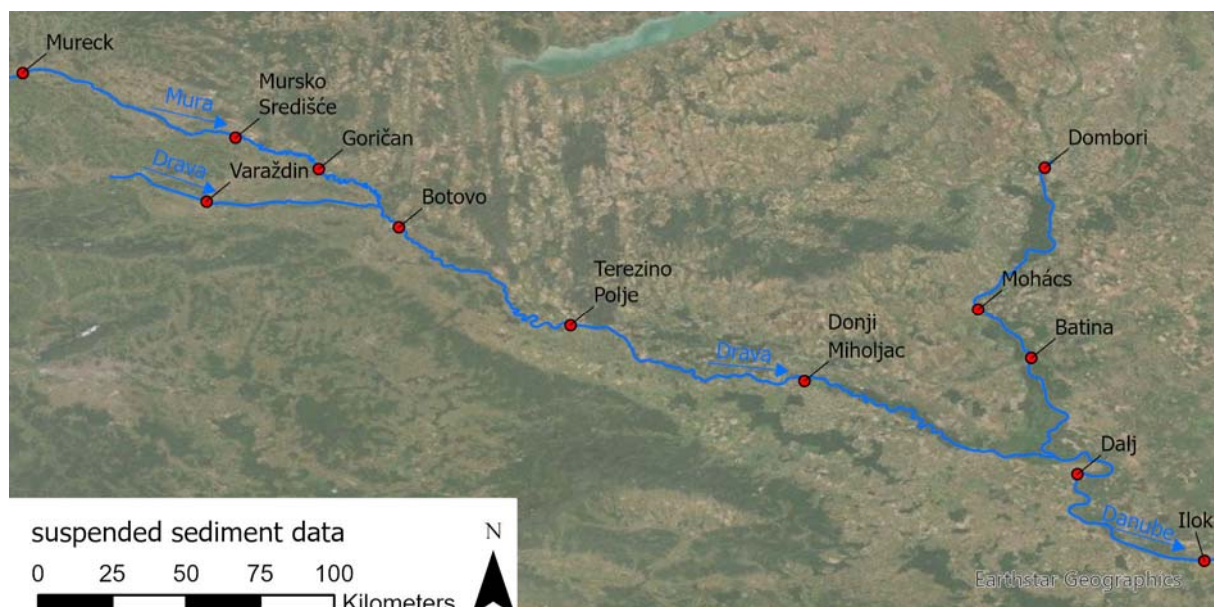 Mureck
Mura
Mursko
Središće
Goričan
Drava
Varaždin
Botovo
Terezino
Polje
Drava
Donji
Miholjac
Dombori
Mohács
Batina
Dalj
Danube
Ilok
Earthstar Geographics
suspended sediment data
N
0 25 50 75 100
Kilometers